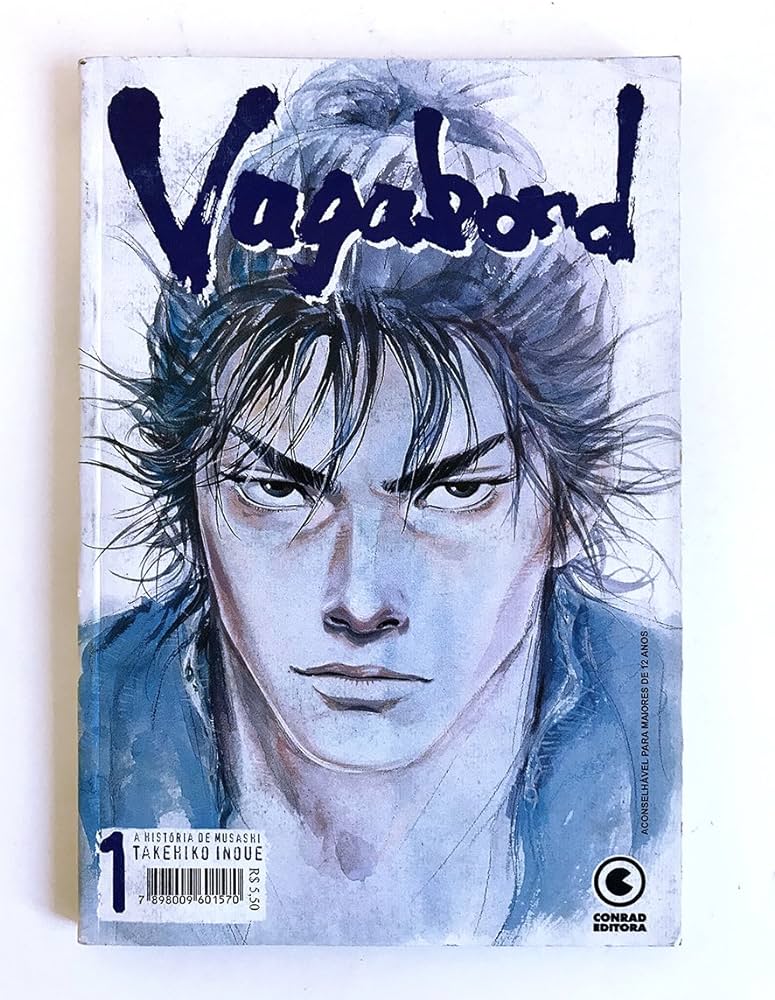 Vagabond
ACONSELHÁVEL PARA MAIORES DE 12 ANOS
1
A HISTÓRIA DE MUSASHI
TAKEHIKO INOUE
R$ 5,50
7 898009 601570
C
CONRAD
EDITORA